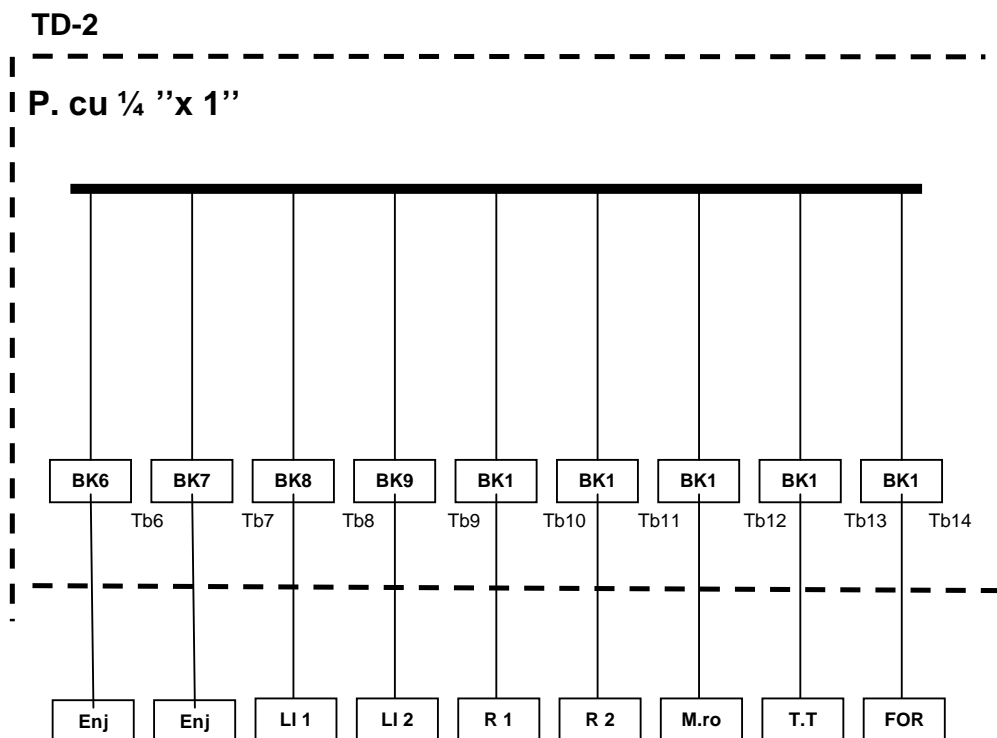 TD-2
P. cu ¼ ’’x 1’’
BK6 BK7 BK8 BK9 BK1 BK1 BK1 BK1 BK1
Tb6 Tb7 Tb8 Tb9 Tb10 Tb11 Tb12 Tb13 Tb14
Enj Enj LI 1 LI 2 R 1 R 2 M.ro T.T FOR